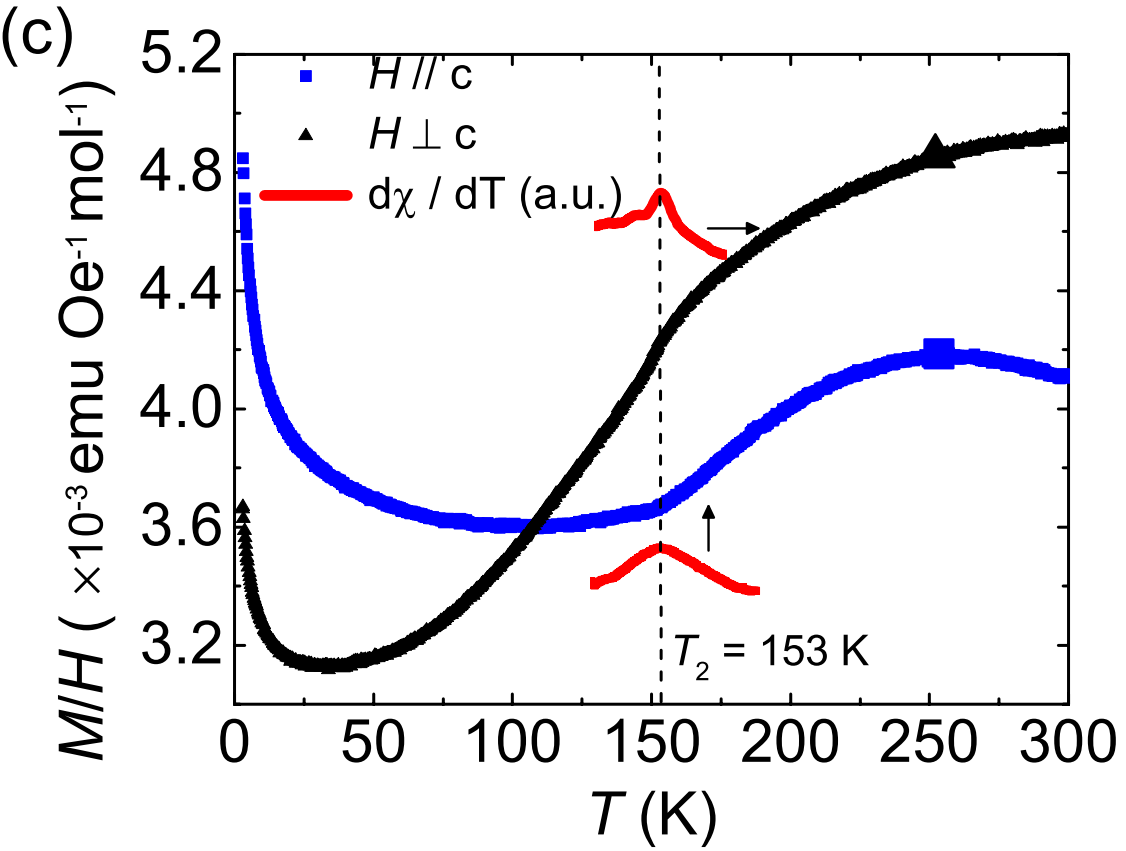 (c)
5.2
4.8
4.4
4.0
3.6
3.2
M/H ( ×10⁻³ emu Oe⁻¹ mol⁻¹)
H // c
H ⊥ c
dχ / dT (a.u.)
T₂ = 153 K
0 50 100 150 200 250 300
T (K)